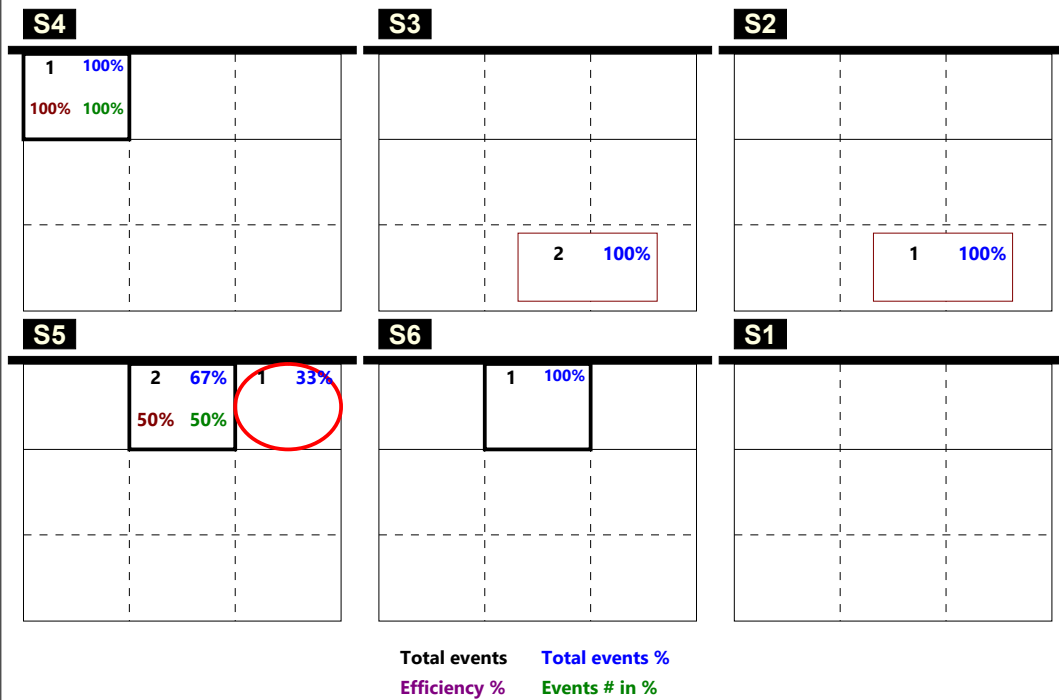 S4 S3 S2
1 100%
100% 100%
2 100% 1 100%
S5 S6 S1
2 67% 1 33% 1 100%
50% 50%
Total events Total events %
Efficiency % Events # in %